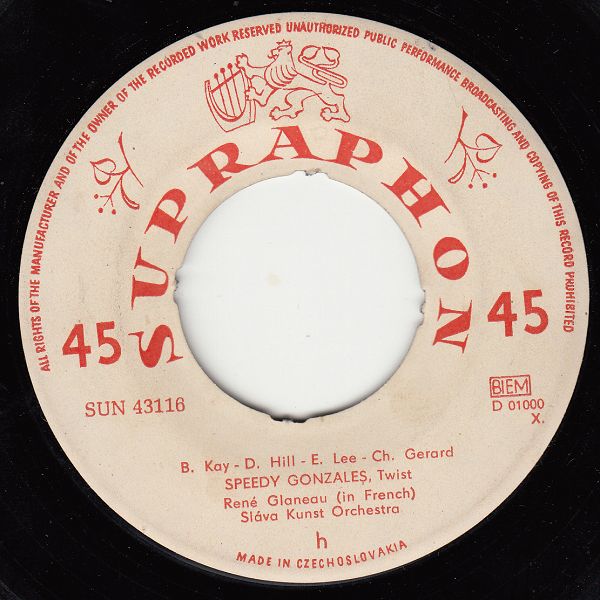 ALL RIGHTS OF THE MANUFACTURER AND OF THE OWNER OF THE RECORDED WORK RESERVED UNAUTHORIZED PUBLIC PERFORMANCE BROADCASTING AND COPYING OF THIS RECORD PROHIBITED
SUPRAPHON
45
45
SUN 43116
BIEM
D 01000
X.
B. Kay - D. Hill - E. Lee - Ch. Gerard
SPEEDY GONZALES, Twist
René Glaneau (in French)
Sláva Kunst Orchestra
h
MADE IN CZECHOSLOVAKIA